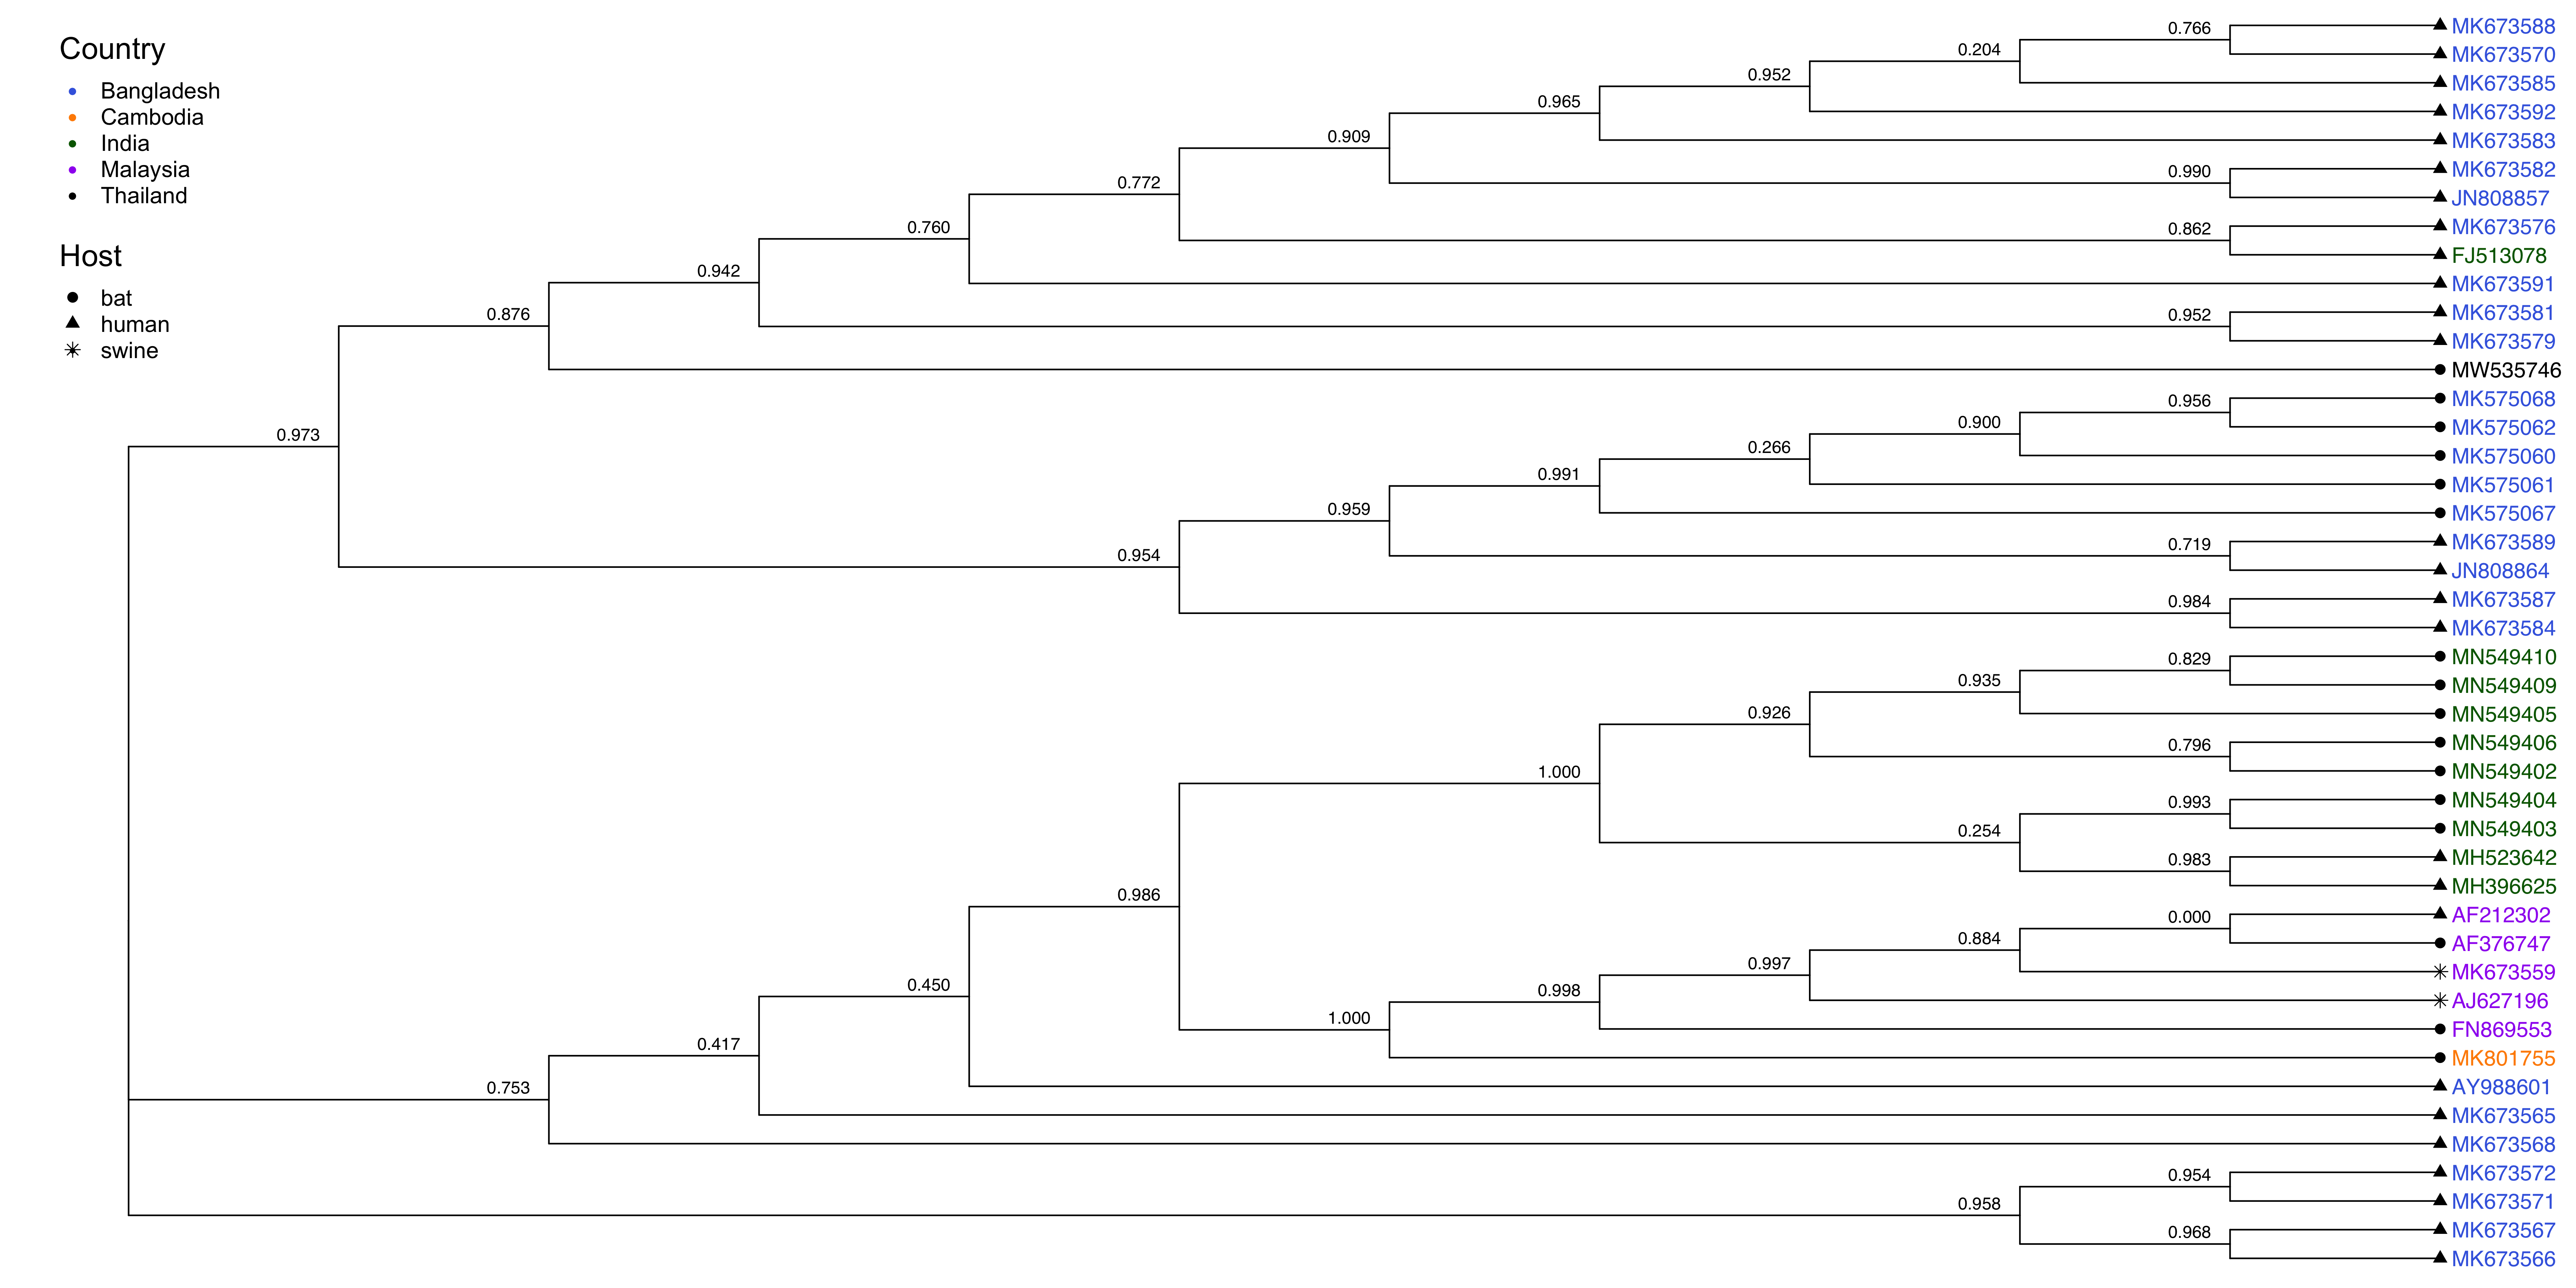 Country
Bangladesh
Cambodia
India
Malaysia
Thailand
Host
bat
human
swine
0.766
0.204
0.952
0.965
0.909
0.990
0.772
0.862
0.760
0.942
0.952
0.876
0.973
0.956
0.900
0.266
0.991
0.959
0.719
0.954
0.984
0.829
0.935
0.926
0.796
1.000
0.993
0.254
0.983
0.986
0.000
0.884
0.997
0.998
1.000
0.450
0.417
0.753
0.954
0.958
0.968
MK673588
MK673570
MK673585
MK673592
MK673583
MK673582
JN808857
MK673576
FJ513078
MK673591
MK673581
MK673579
MW535746
MK575068
MK575062
MK575060
MK575061
MK575067
MK673589
JN808864
MK673587
MK673584
MN549410
MN549409
MN549405
MN549406
MN549402
MN549404
MN549403
MH523642
MH396625
AF212302
AF376747
MK673559
AJ627196
FN869553
MK801755
AY988601
MK673565
MK673568
MK673572
MK673571
MK673567
MK673566